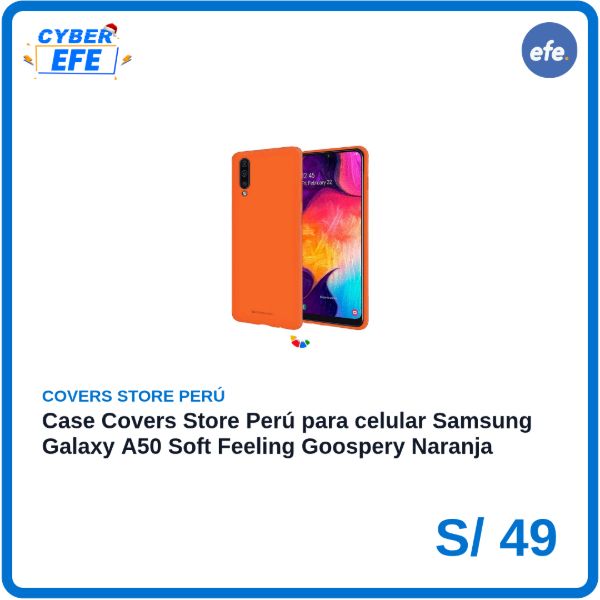 CYBER
EFE
efe.
COVERS STORE PERÚ
Case Covers Store Perú para celular Samsung
Galaxy A50 Soft Feeling Goospery Naranja
S/ 49